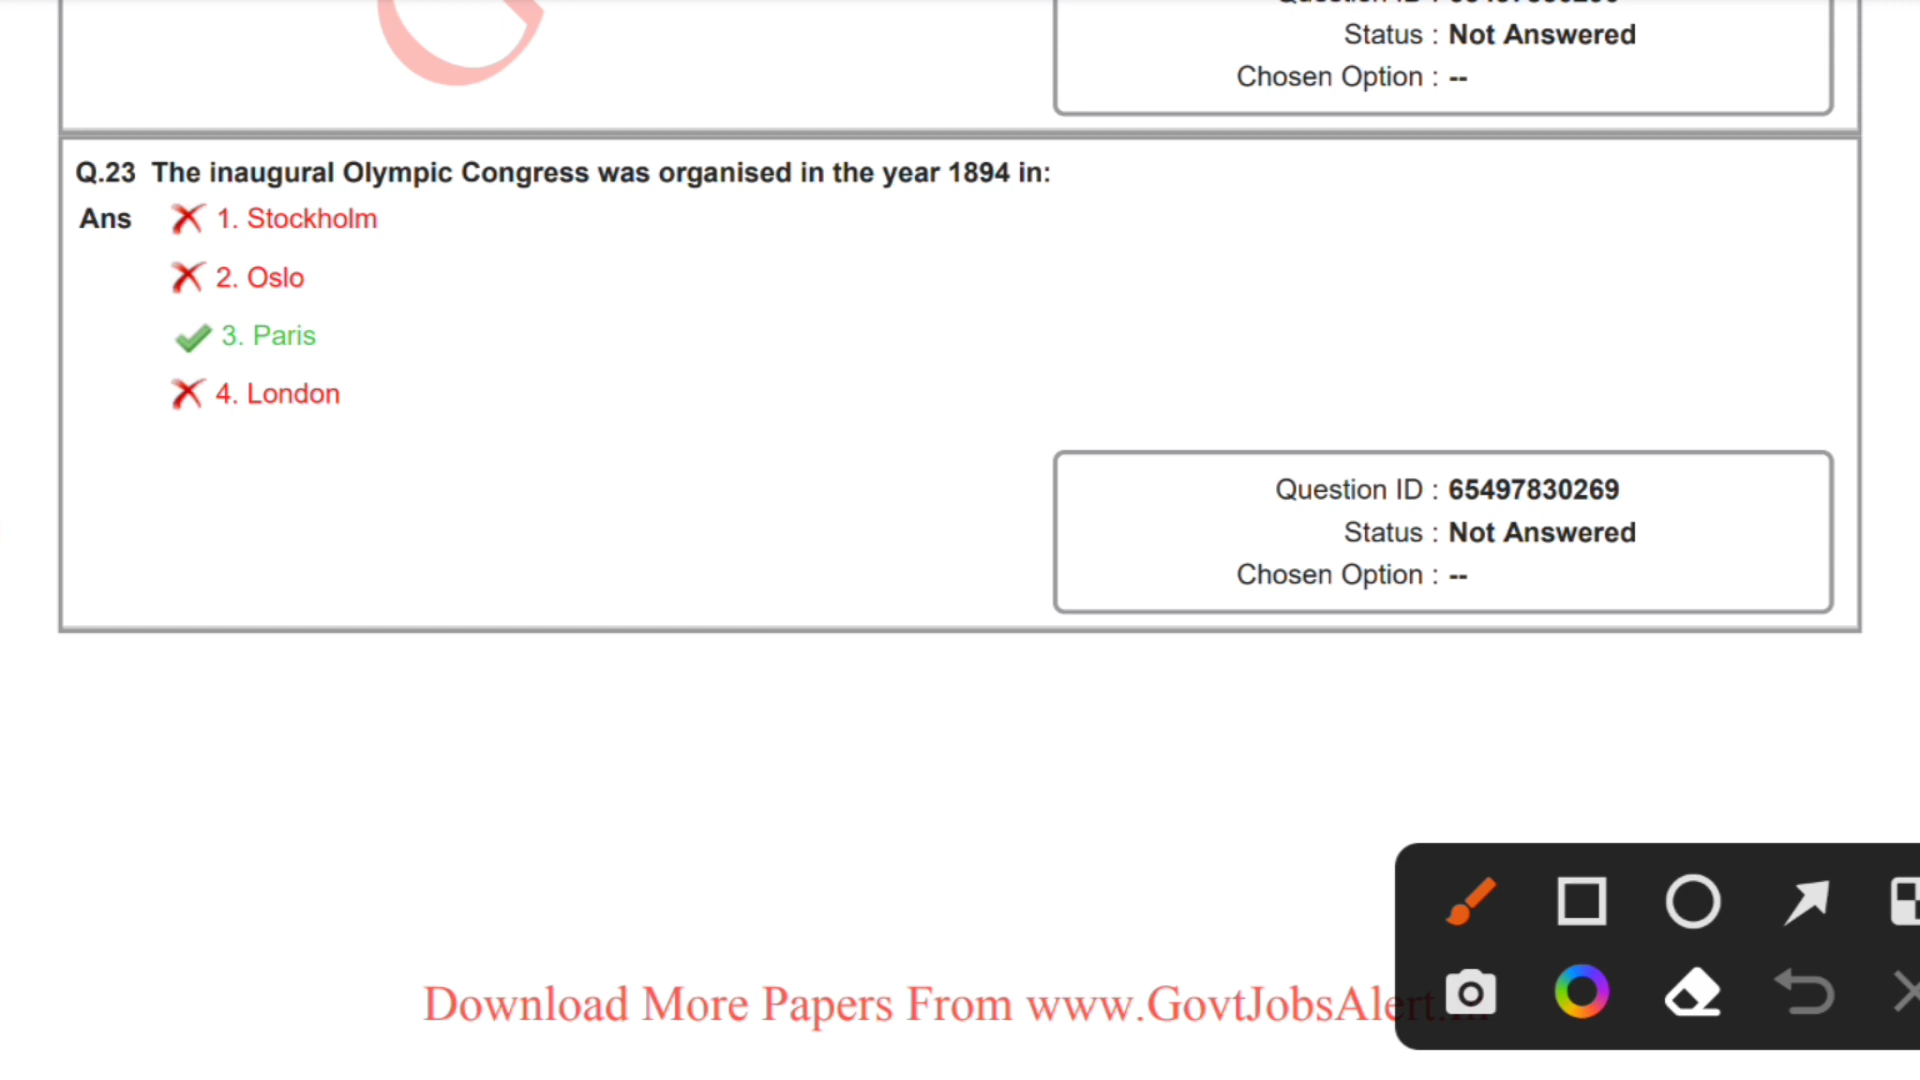 Status : Not Answered
Chosen Option : --
Q.23 The inaugural Olympic Congress was organised in the year 1894 in:
Ans 1. Stockholm
2. Oslo
3. Paris
4. London
Question ID : 65497830269
Status : Not Answered
Chosen Option : --
Download More Papers From www.GovtJobsAlert.in